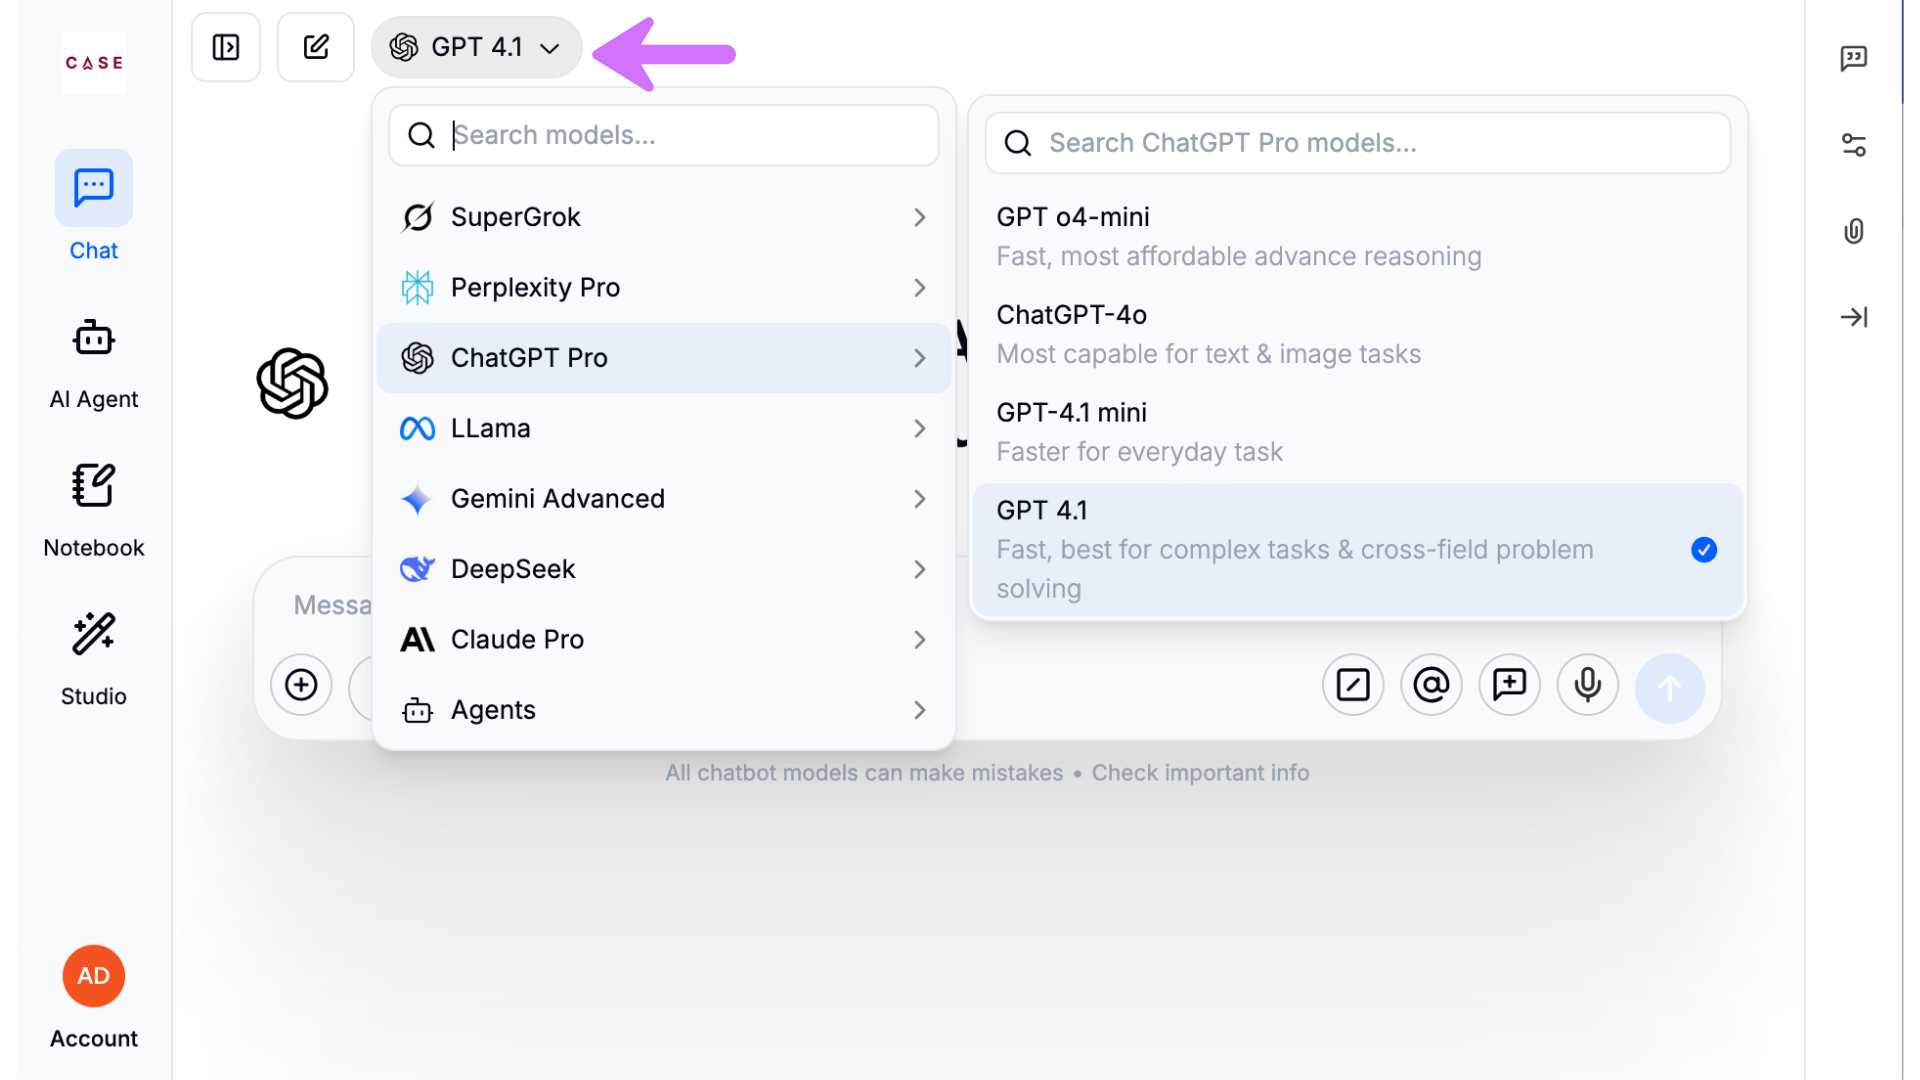 CASE
Chat
AI Agent
Notebook
Studio
AD
Account
GPT 4.1
Search models...
SuperGrok
Perplexity Pro
ChatGPT Pro
LLama
Gemini Advanced
DeepSeek
Claude Pro
Agents
Search ChatGPT Pro models...
GPT o4-mini
Fast, most affordable advance reasoning
ChatGPT-4o
Most capable for text & image tasks
GPT-4.1 mini
Faster for everyday task
GPT 4.1
Fast, best for complex tasks & cross-field problem
solving
All chatbot models can make mistakes • Check important info